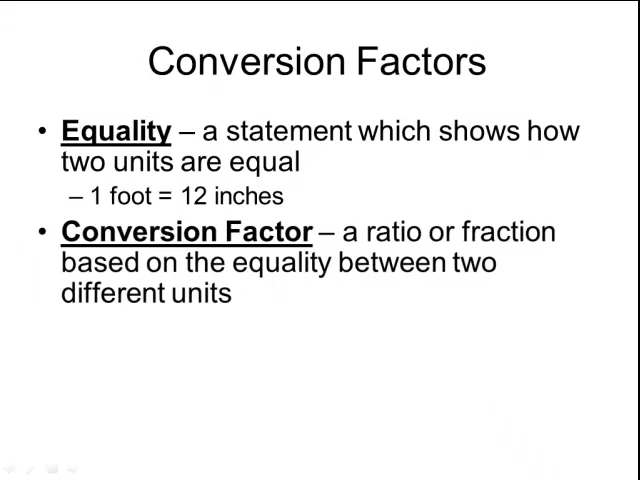 Conversion Factors
• Equality – a statement which shows how
two units are equal
– 1 foot = 12 inches
• Conversion Factor – a ratio or fraction
based on the equality between two
different units